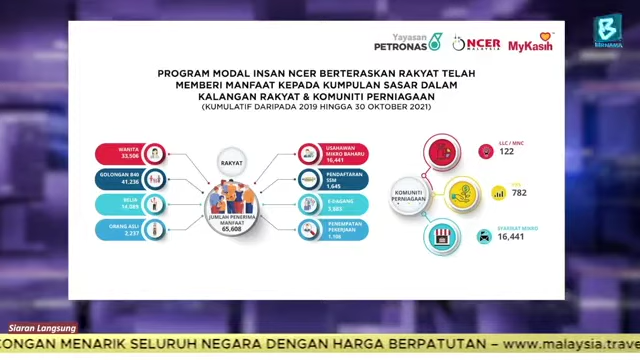 Yayasan
PETRONAS
NCER
MALAYSIA
MyKasih
B
BERNAMA
PROGRAM MODAL INSAN NCER BERTERASKAN RAKYAT TELAH
MEMBERI MANFAAT KEPADA KUMPULAN SASAR DALAM
KALANGAN RAKYAT & KOMUNITI PERNIAGAAN
(KUMULATIF DARIPADA 2019 HINGGA 30 OKTOBER 2021)
WANITA
33,506
GOLONGAN B40
41,236
BELIA
ORANG ASLI
2,237
RAKYAT
JUMLAH PENERIMA
MANFAAT
65,608
USAHAWAN
MIKRO BAHARU
16,441
PENDAFTARAN
SSM
1,645
E-DAGANG
PENEMPATAN
PEKERJAAN
KOMUNITI
PERNIAGAAN
LLC / MNC
122
782
SYARIKAT MIKRO
16,441
Siaran Langsung
CONGAN MENARIK SELURUH NEGARA DENGAN HARGA BERPATUTAN – www.malaysia.trave